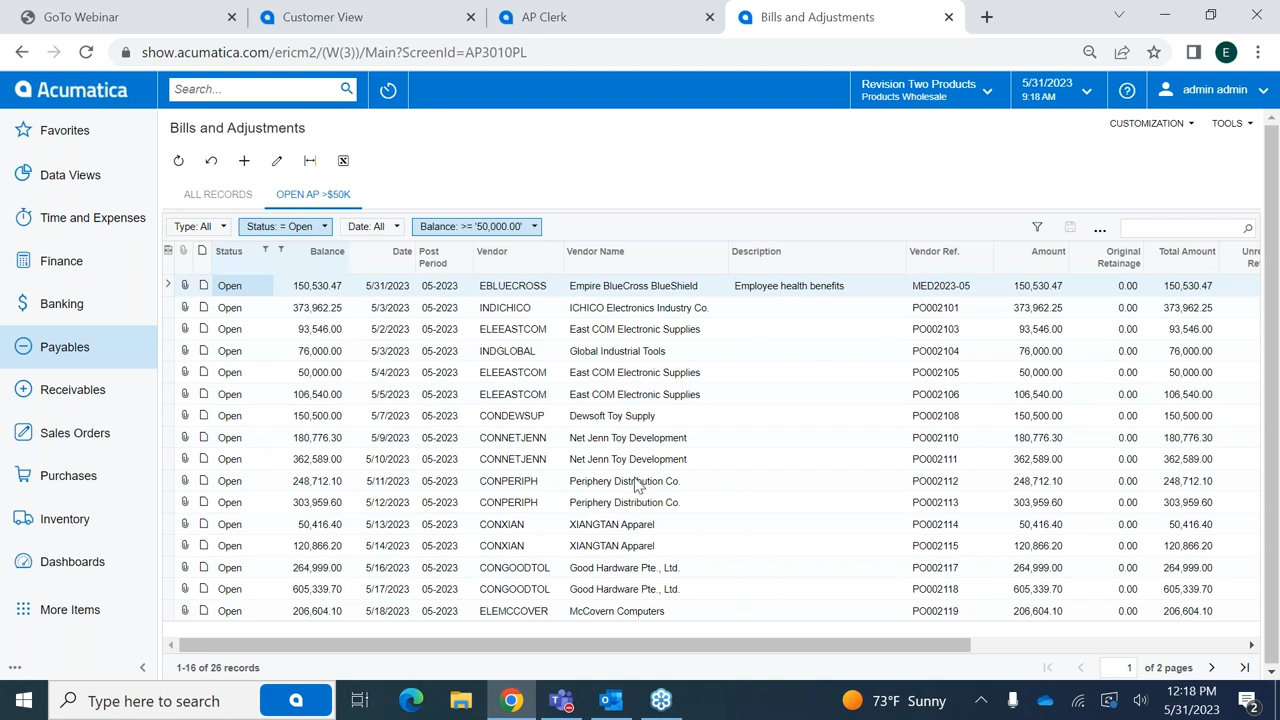 GoTo Webinar
Customer View
AP Clerk
Bills and Adjustments
show.acumatica.com/ericm2/(W(3))/Main?ScreenId=AP3010PL
E
Acumatica
Search...
Revision Two Products
Products Wholesale
5/31/2023
9:18 AM
admin admin
Favorites
Data Views
Time and Expenses
Finance
Banking
Payables
Receivables
Sales Orders
Purchases
Inventory
Dashboards
More Items
Bills and Adjustments
CUSTOMIZATION TOOLS
ALL RECORDS OPEN AP >$50K
Type: All Status: = Open Date: All Balance: >= '50,000.00'
Status Balance Date Post Period Vendor Vendor Name Description Vendor Ref. Amount Original Retainage Total Amount
Open 150,530.47 5/31/2023 05-2023 EBLUECROSS Empire BlueCross BlueShield Employee health benefits MED2023-05 150,530.47 0.00 150,530.47
Open 373,962.25 5/3/2023 05-2023 INDICHICO ICHICO Electronics Industry Co. PO002101 373,962.25 0.00 373,962.25
Open 93,546.00 5/2/2023 05-2023 ELEEASTCOM East COM Electronic Supplies PO002103 93,546.00 0.00 93,546.00
Open 76,000.00 5/3/2023 05-2023 INDGLOBAL Global Industrial Tools PO002104 76,000.00 0.00 76,000.00
Open 50,000.00 5/4/2023 05-2023 ELEEASTCOM East COM Electronic Supplies PO002105 50,000.00 0.00 50,000.00
Open 106,540.00 5/5/2023 05-2023 ELEEASTCOM East COM Electronic Supplies PO002106 106,540.00 0.00 106,540.00
Open 150,500.00 5/7/2023 05-2023 CONDEWSUP Dewsoft Toy Supply PO002108 150,500.00 0.00 150,500.00
Open 180,776.30 5/9/2023 05-2023 CONNETJENN Net Jenn Toy Development PO002110 180,776.30 0.00 180,776.30
Open 362,589.00 5/10/2023 05-2023 CONNETJENN Net Jenn Toy Development PO002111 362,589.00 0.00 362,589.00
Open 248,712.10 5/11/2023 05-2023 CONPERIPH Periphery Distribution Co. PO002112 248,712.10 0.00 248,712.10
Open 303,959.60 5/12/2023 05-2023 CONPERIPH Periphery Distribution Co. PO002113 303,959.60 0.00 303,959.60
Open 50,416.40 5/13/2023 05-2023 CONXIAN XIANGTAN Apparel PO002114 50,416.40 0.00 50,416.40
Open 120,866.20 5/14/2023 05-2023 CONXIAN XIANGTAN Apparel PO002115 120,866.20 0.00 120,866.20
Open 264,999.00 5/16/2023 05-2023 CONGOODTOL Good Hardware Pte., Ltd. PO002117 264,999.00 0.00 264,999.00
Open 605,339.70 5/17/2023 05-2023 CONGOODTOL Good Hardware Pte., Ltd. PO002118 605,339.70 0.00 605,339.70
Open 206,604.10 5/18/2023 05-2023 ELEMCCOVER McCovern Computers PO002119 206,604.10 0.00 206,604.10
1-16 of 26 records
1 of 2 pages
Type here to search
73°F Sunny
12:18 PM
5/31/2023
2